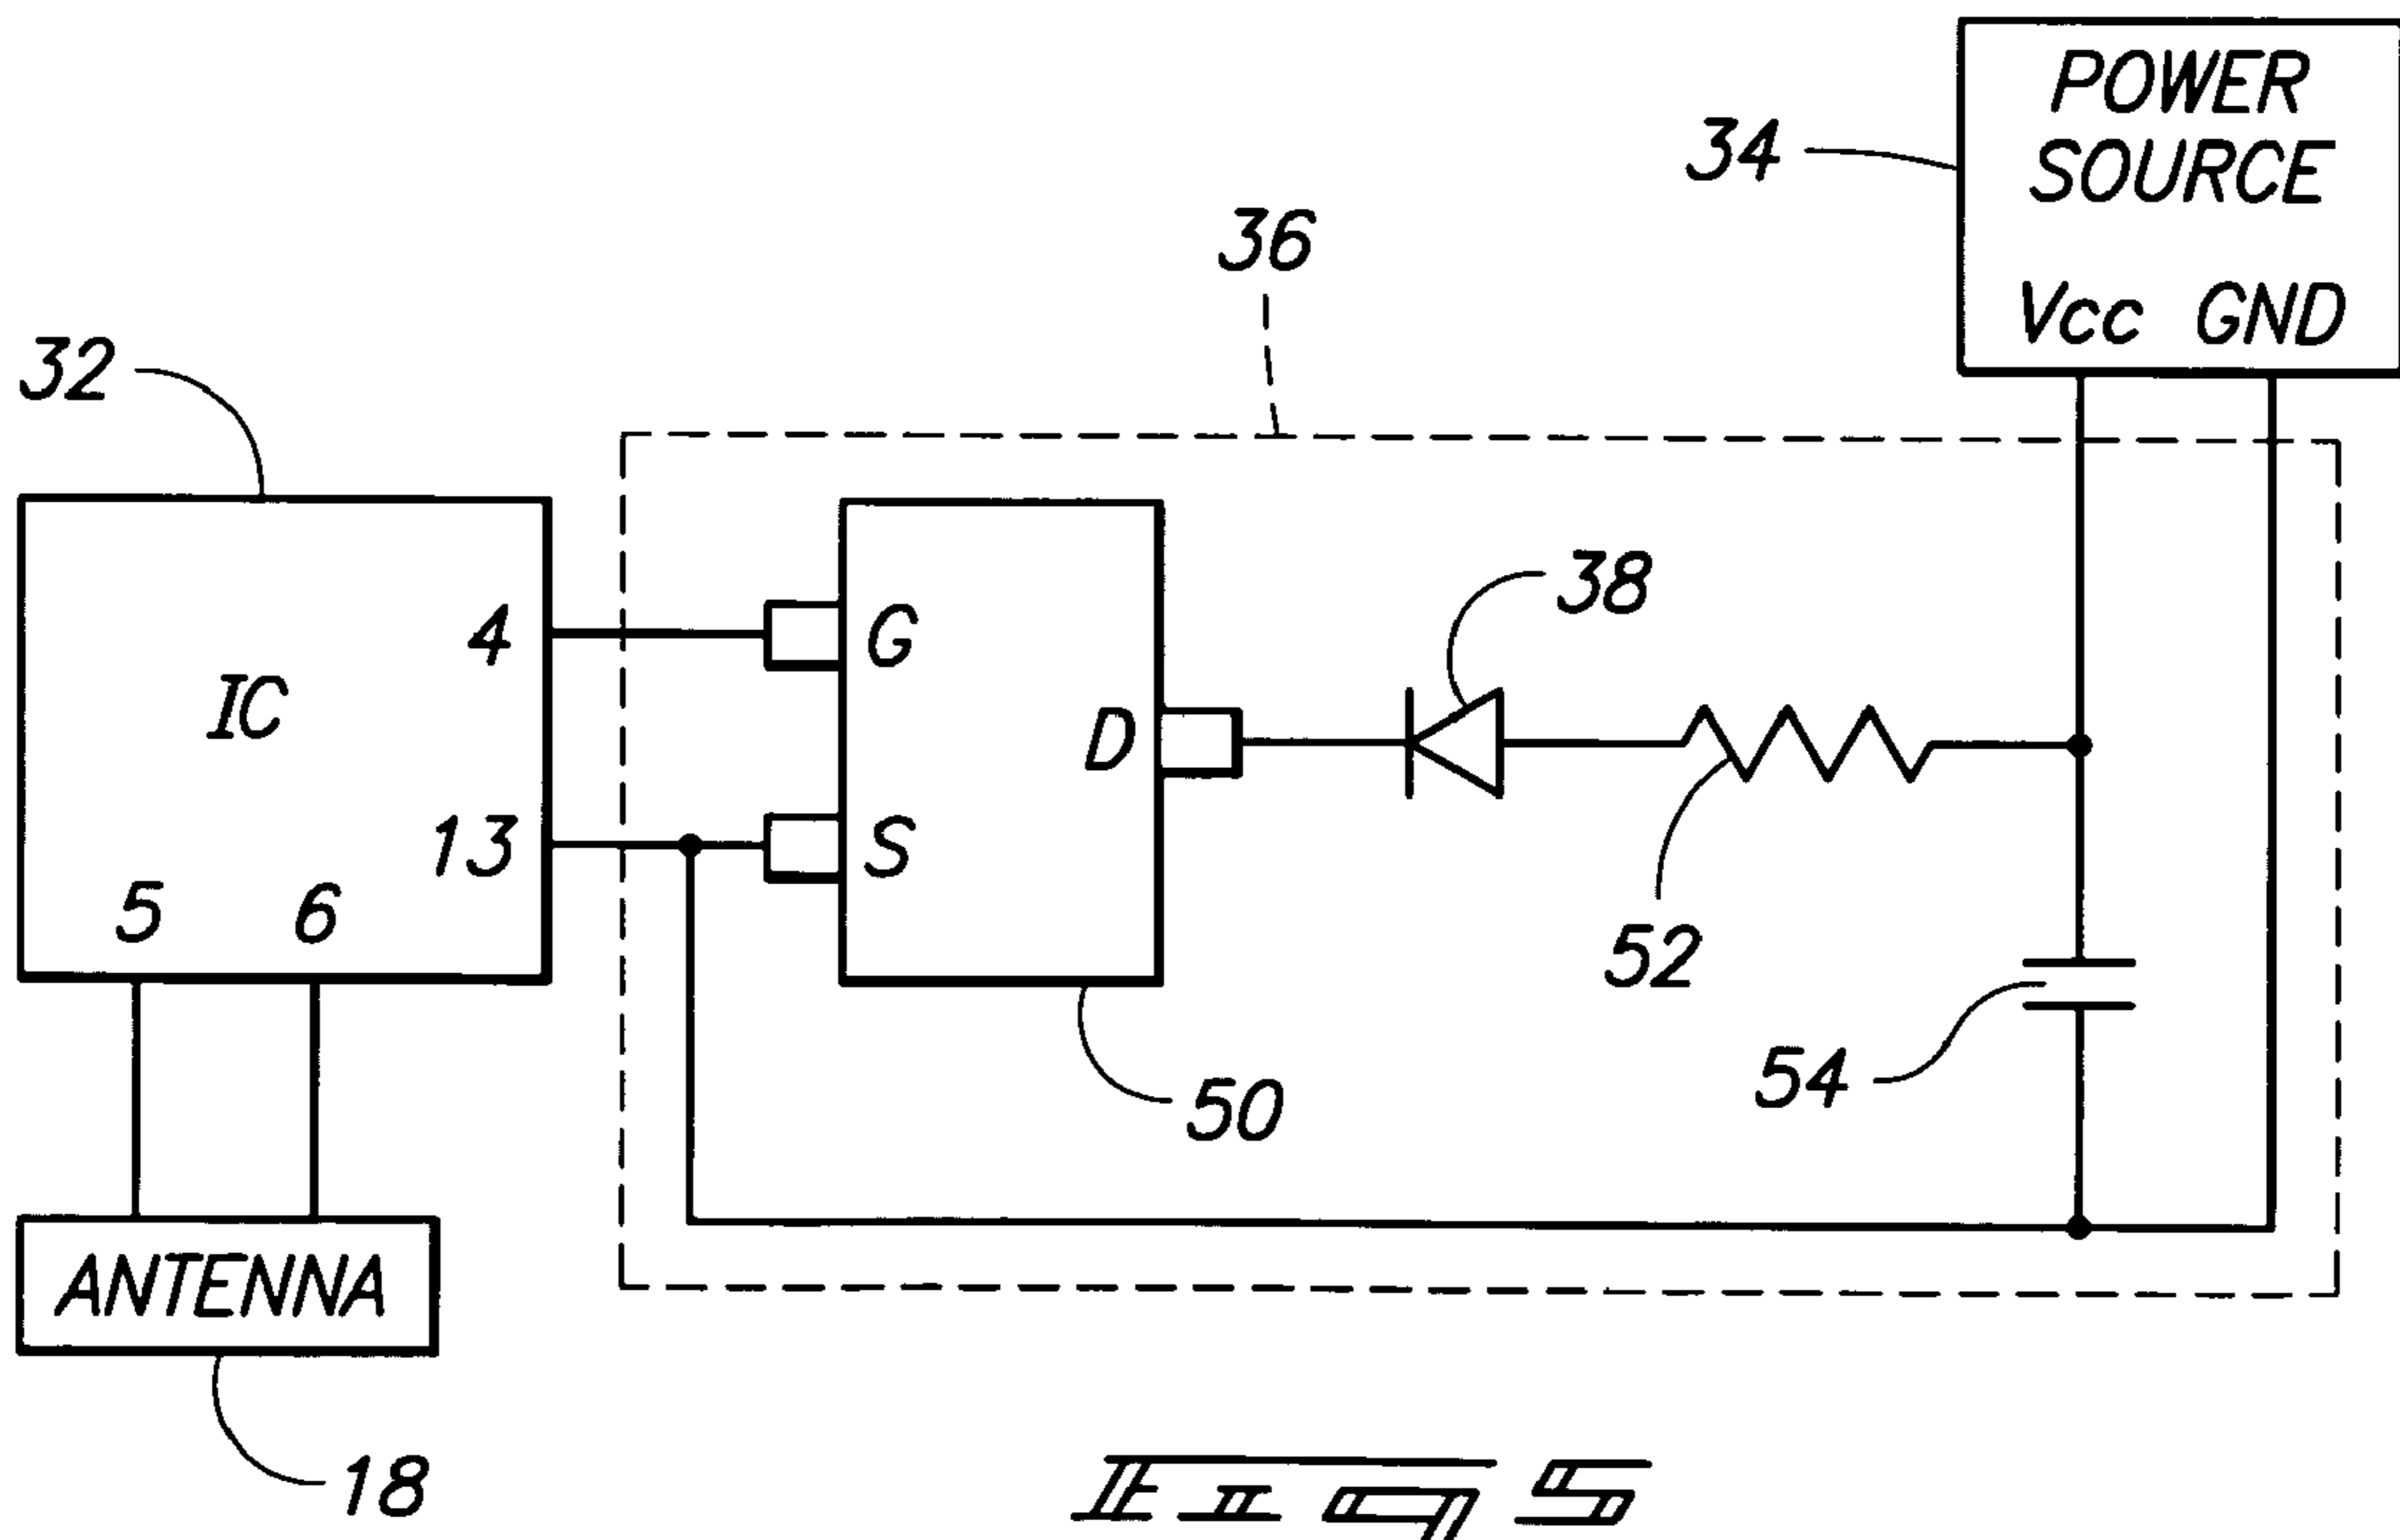 POWER
SOURCE
Vcc GND
34
36
32
IC
4
13
5 6
G
S
D
38
52
54
50
ANTENNA
18
Fig 5